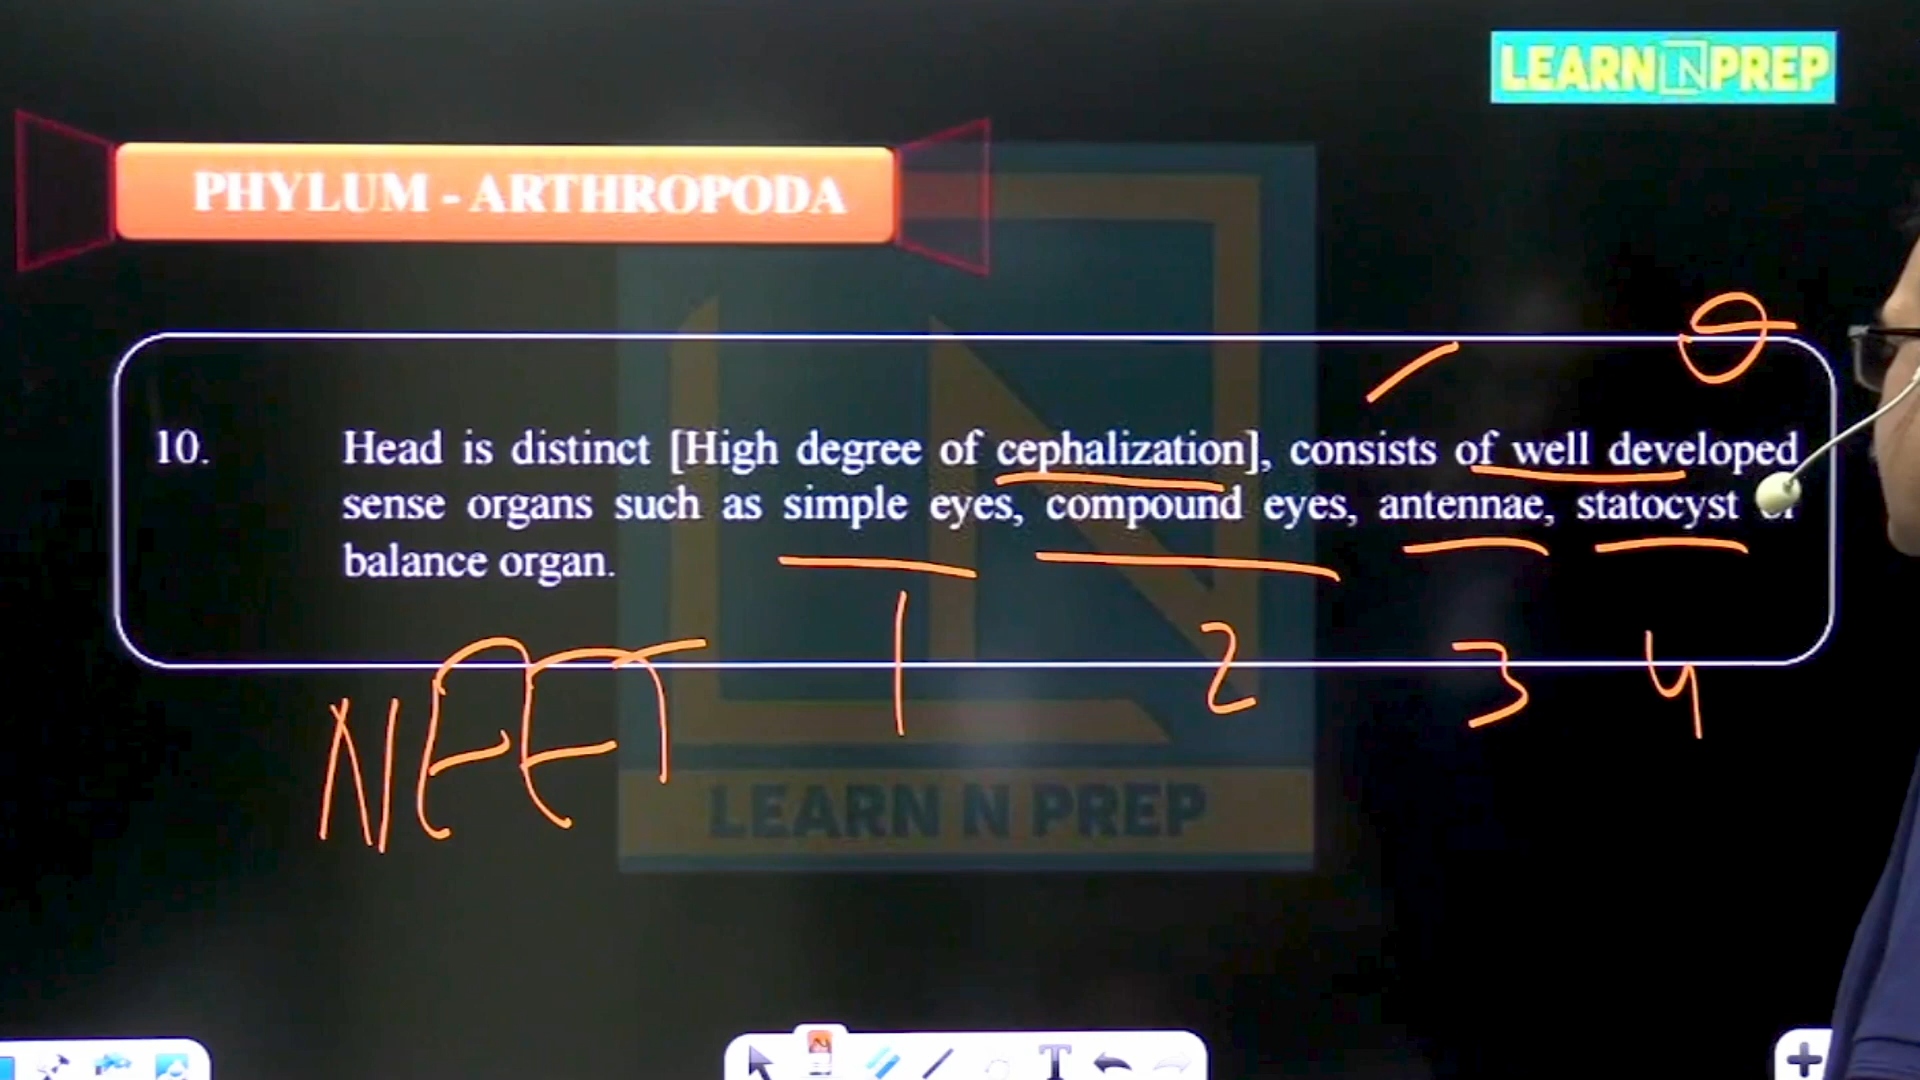 LEARN N PREP
PHYLUM - ARTHROPODA
10. Head is distinct [High degree of cephalization], consists of well developed
sense organs such as simple eyes, compound eyes, antennae, statocyst or
balance organ.
1 2 3 4
NEET
LEARN N PREP
T